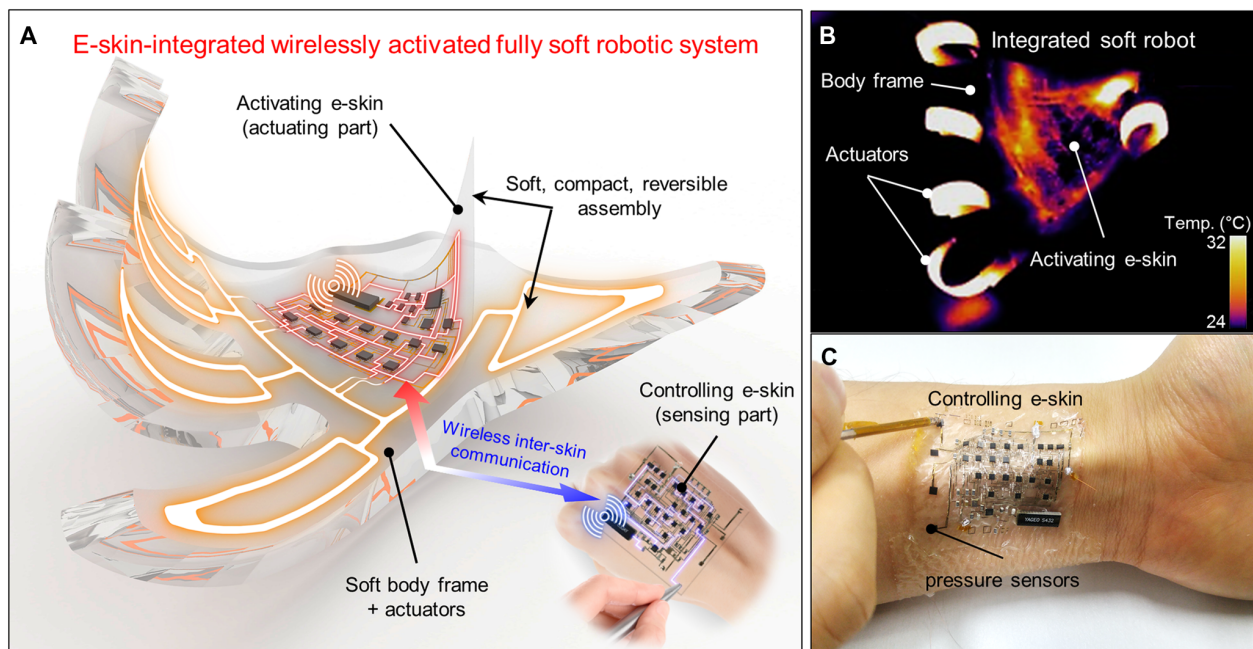 A
E-skin-integrated wirelessly activated fully soft robotic system
Activating e-skin
(actuating part)
Soft, compact, reversible
assembly
Controlling e-skin
(sensing part)
Wireless inter-skin
communication
Soft body frame
+ actuators
B
Integrated soft robot
Body frame
Actuators
Activating e-skin
Temp. (°C)
32
24
C
Controlling e-skin
YAGEO 5432
pressure sensors